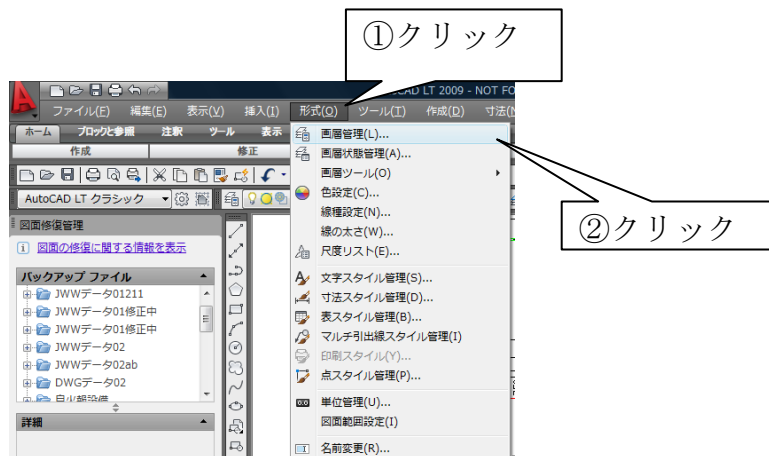 ①クリック
CAD LT 2009 - NOT FO
ファイル(F) 編集(E) 表示(V) 挿入(I) 形式(O) ツール(T) 作成(D) 寸法(N
ホーム ブロックと参照 注釈 ツール 表示
作成 修正
AutoCAD LT クラシック
図面修復管理
図面の修復に関する情報を表示
バックアップ ファイル
JWWデータ01211
JWWデータ01修正中
JWWデータ01修正中
JWWデータ02
JWWデータ02ab
DWGデータ02
自火報設備
詳細
画層管理(L)...
画層状態管理(A)...
画層ツール(O)
色設定(C)...
線種設定(N)...
線の太さ(W)...
尺度リスト(E)...
文字スタイル管理(S)...
寸法スタイル管理(D)...
表スタイル管理(B)...
マルチ引出線スタイル管理(I)
印刷スタイル(Y)...
点スタイル管理(P)...
単位管理(U)...
図面範囲設定(I)
名前変更(R)...
②クリック